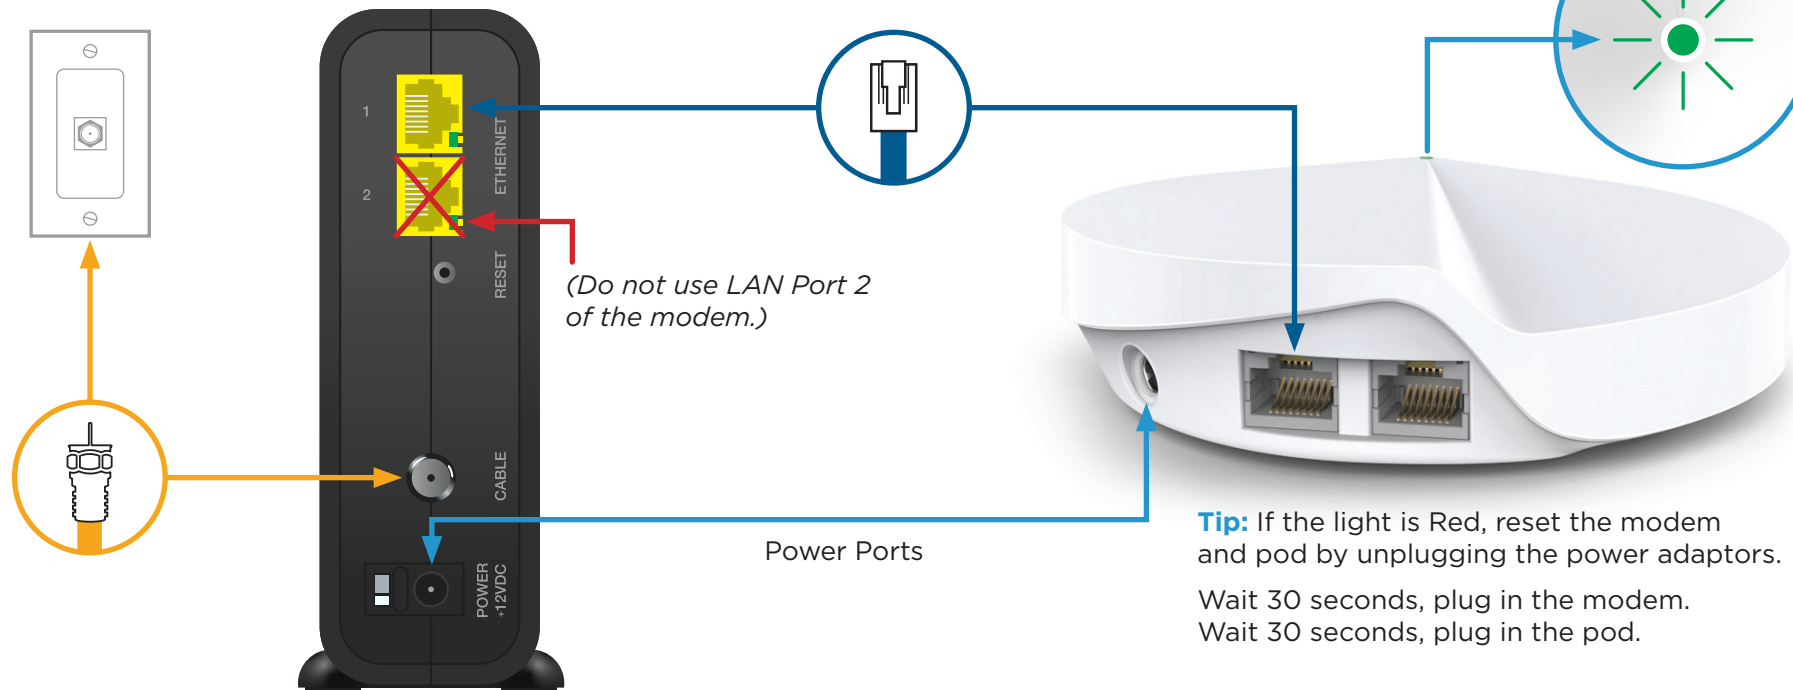 1
ETHERNET
2
RESET
(Do not use LAN Port 2
of the modem.)
CABLE
Power Ports
POWER
+12VDC
Tip: If the light is Red, reset the modem
and pod by unplugging the power adaptors.
Wait 30 seconds, plug in the modem.
Wait 30 seconds, plug in the pod.